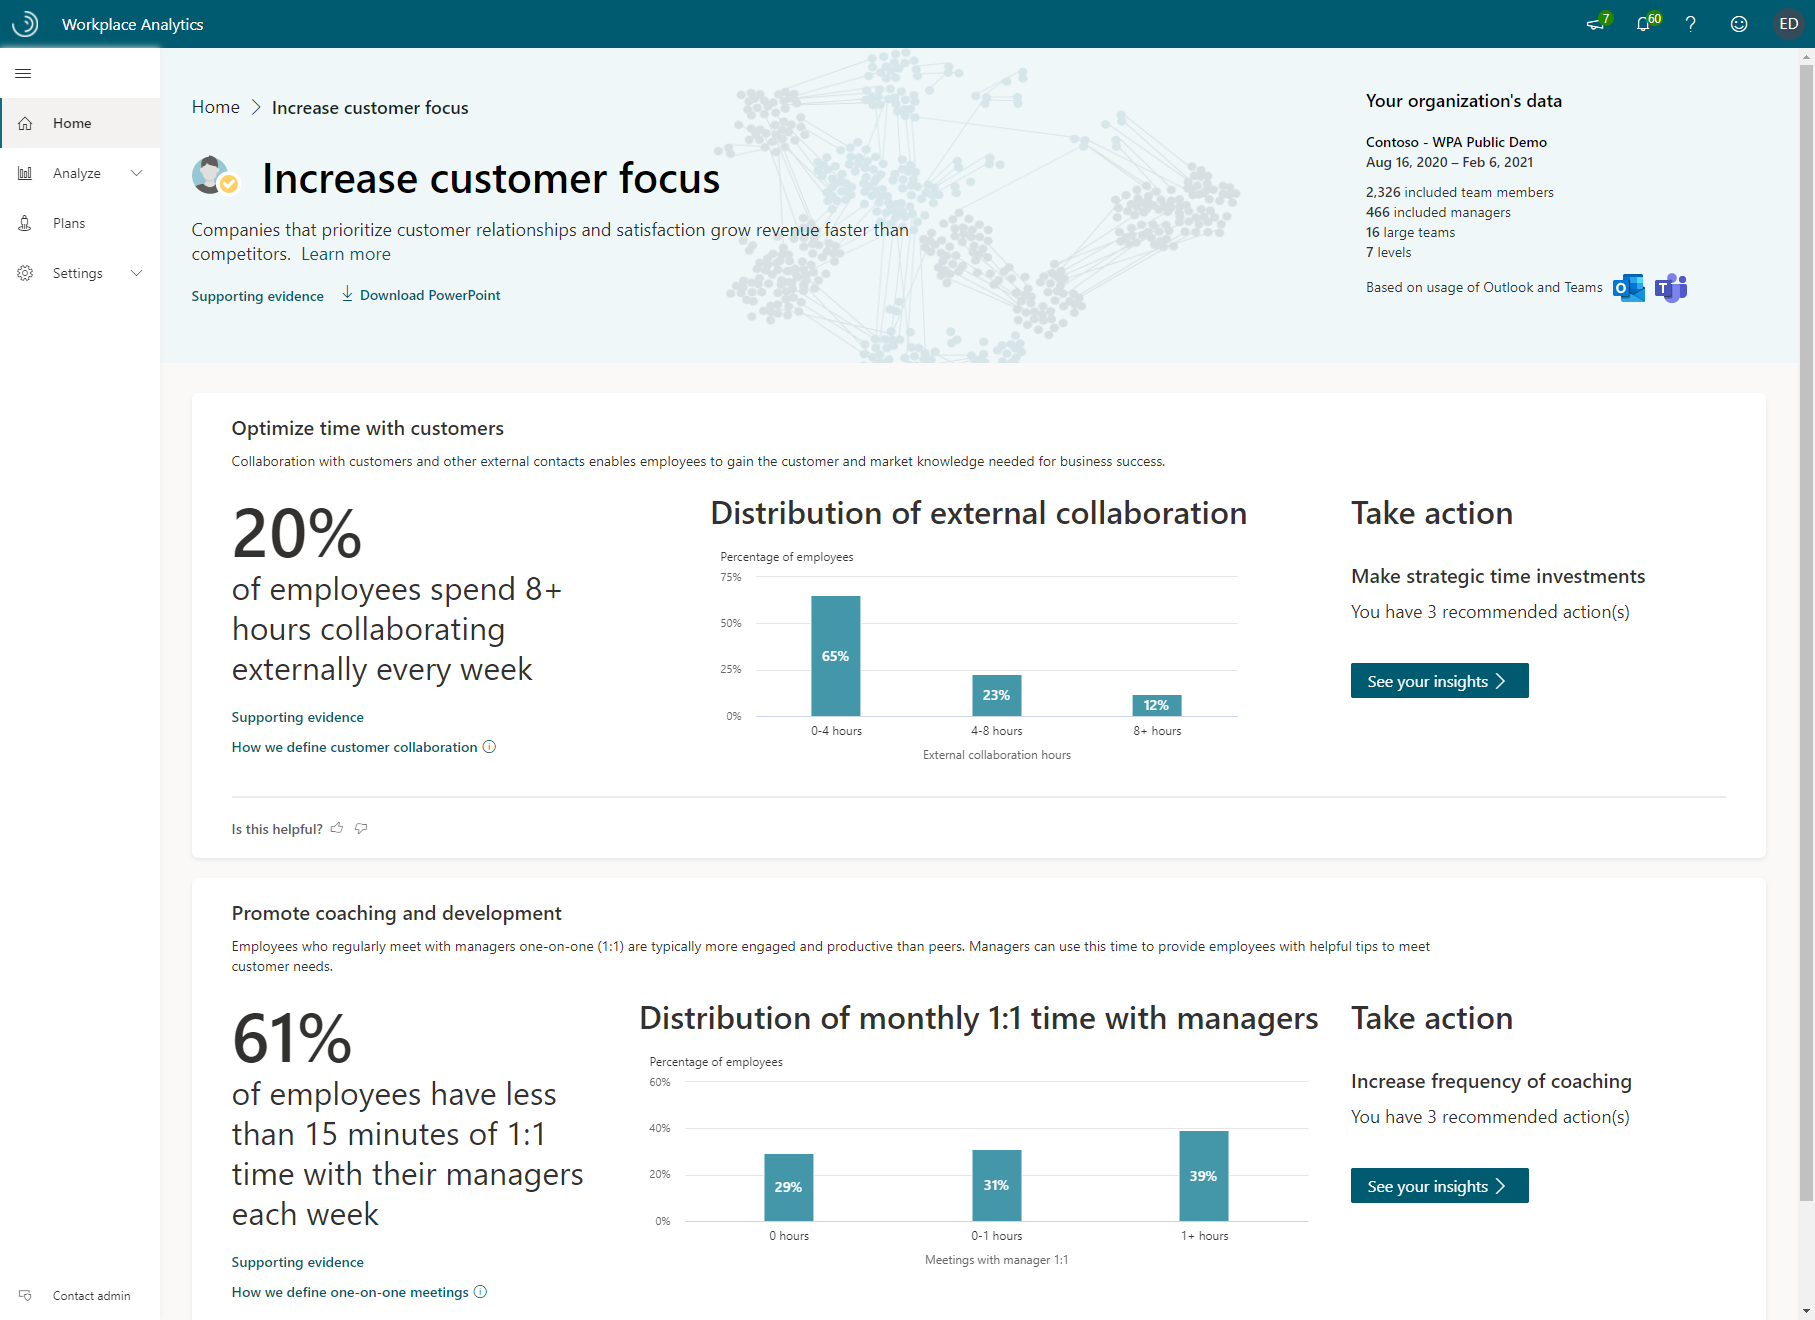 Workplace Analytics
7
60
?
ED
Home
Analyze
Plans
Settings
Contact admin
Home > Increase customer focus
Increase customer focus
Companies that prioritize customer relationships and satisfaction grow revenue faster than
competitors. Learn more
Supporting evidence
Download PowerPoint
Your organization's data
Contoso - WPA Public Demo
Aug 16, 2020 – Feb 6, 2021
2,326 included team members
466 included managers
16 large teams
7 levels
Based on usage of Outlook and Teams
Optimize time with customers
Collaboration with customers and other external contacts enables employees to gain the customer and market knowledge needed for business success.
20%
of employees spend 8+
hours collaborating
externally every week
Supporting evidence
How we define customer collaboration
Distribution of external collaboration
Percentage of employees
75%
50%
25%
0%
65%
23%
12%
0-4 hours
4-8 hours
8+ hours
External collaboration hours
Take action
Make strategic time investments
You have 3 recommended action(s)
See your insights
Is this helpful?
Promote coaching and development
Employees who regularly meet with managers one-on-one (1:1) are typically more engaged and productive than peers. Managers can use this time to provide employees with helpful tips to meet
customer needs.
61%
of employees have less
than 15 minutes of 1:1
time with their managers
each week
Supporting evidence
How we define one-on-one meetings
Distribution of monthly 1:1 time with managers
Percentage of employees
60%
40%
20%
0%
29%
31%
39%
0 hours
0-1 hours
1+ hours
Meetings with manager 1:1
Take action
Increase frequency of coaching
You have 3 recommended action(s)
See your insights